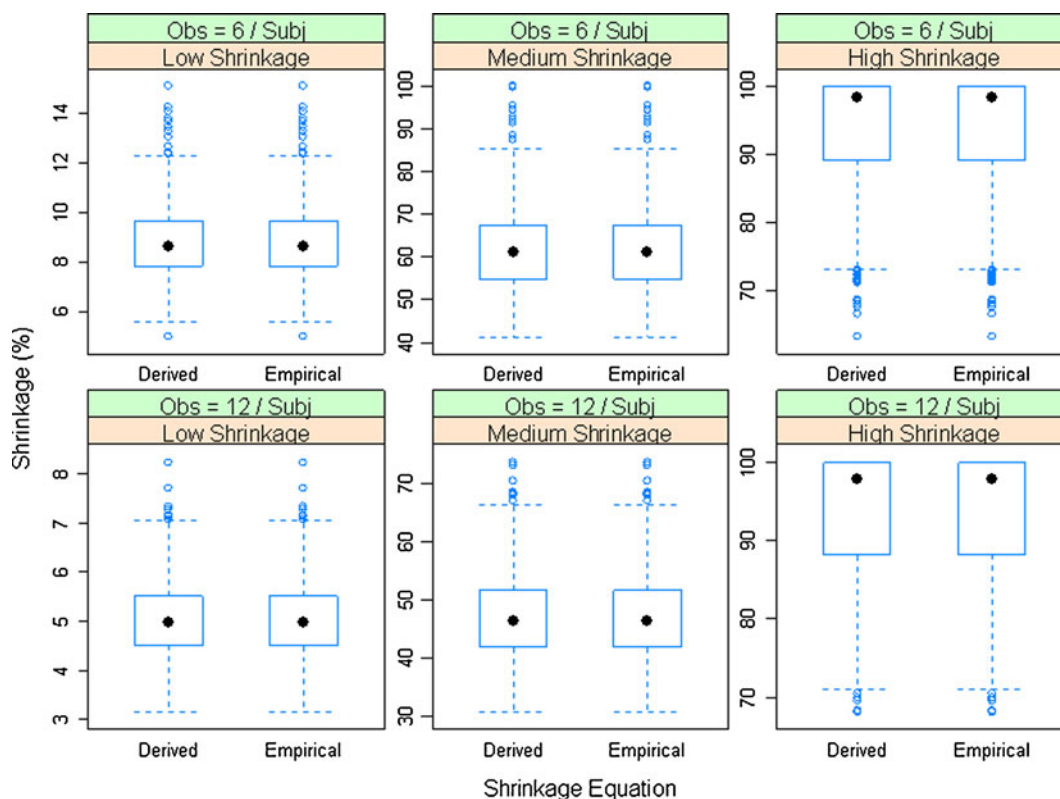 Obs = 6 / Subj
Low Shrinkage
Obs = 6 / Subj
Medium Shrinkage
Obs = 6 / Subj
High Shrinkage
14
12
10
8
6
100
90
80
70
60
50
40
100
90
80
70
Derived Empirical
Derived Empirical
Derived Empirical
Shrinkage (%)
Obs = 12 / Subj
Low Shrinkage
Obs = 12 / Subj
Medium Shrinkage
Obs = 12 / Subj
High Shrinkage
8
7
6
5
4
3
70
60
50
40
30
100
90
80
70
Derived Empirical
Derived Empirical
Derived Empirical
Shrinkage Equation